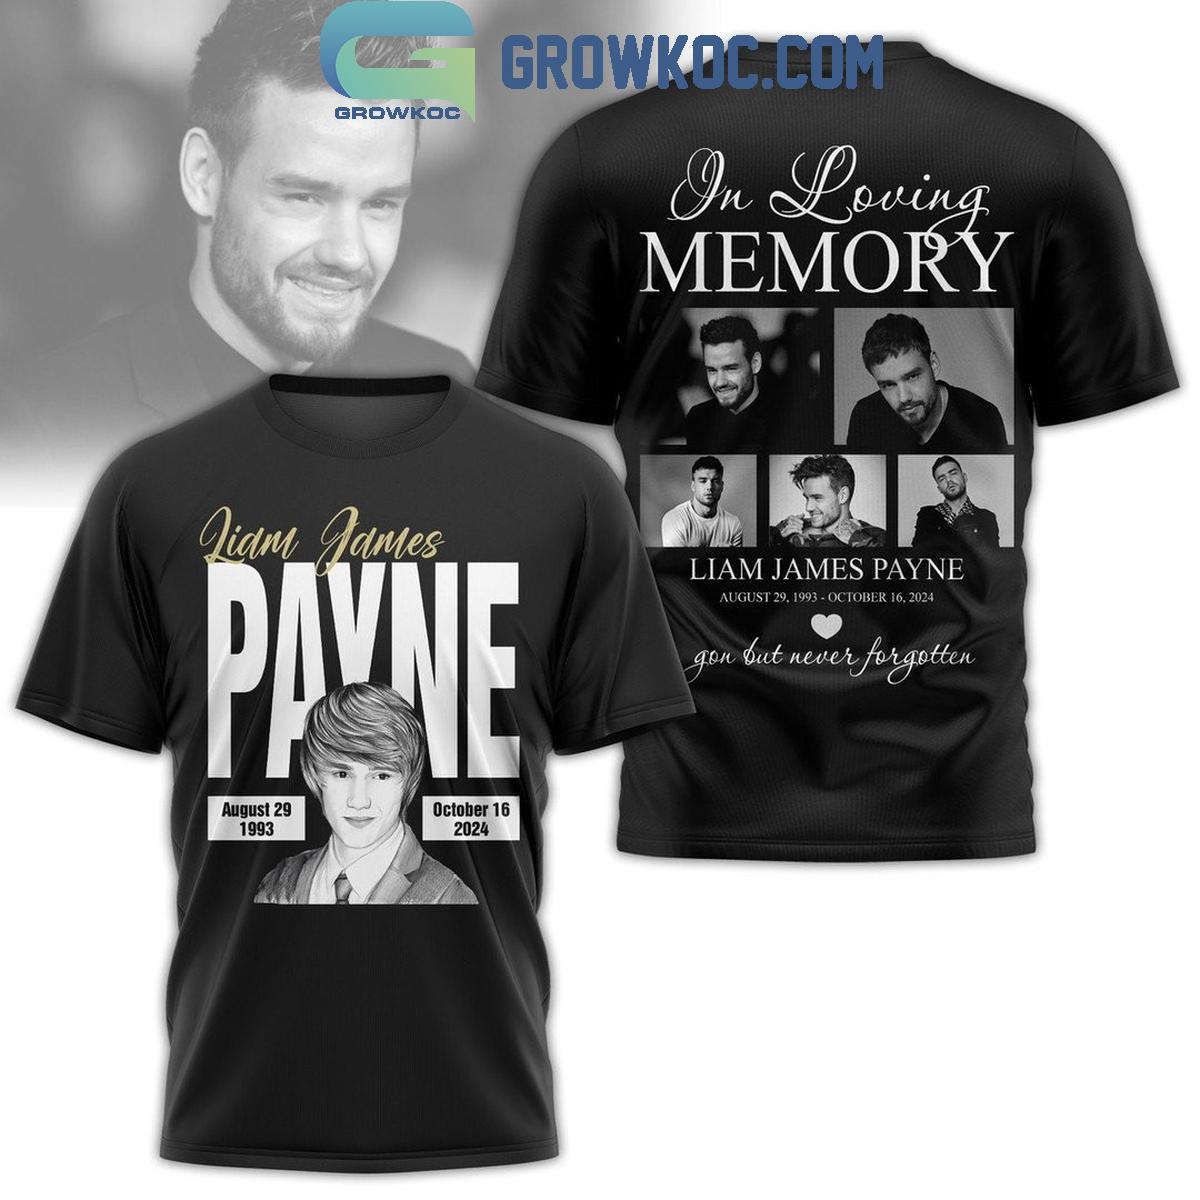 GROWKOC
GROWKOC.COM
In Loving
MEMORY
LIAM JAMES PAYNE
AUGUST 29, 1993 - OCTOBER 16, 2024
gon but never forgotten
Liam James
PAYNE
August 29
1993
October 16
2024